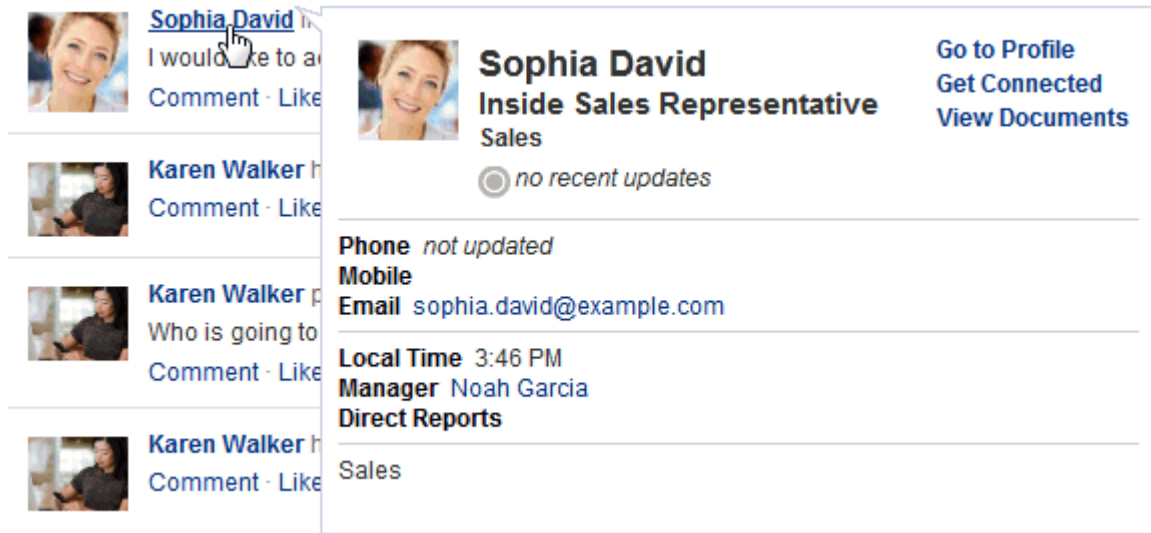 Sophia David
I would like to a
Comment · Like
Karen Walker h
Comment · Like
Karen Walker p
Who is going to
Comment · Like
Karen Walker h
Comment · Like
Sophia David
Inside Sales Representative
Sales
no recent updates
Go to Profile
Get Connected
View Documents
Phone not updated
Mobile
Email sophia.david@example.com
Local Time 3:46 PM
Manager Noah Garcia
Direct Reports
Sales